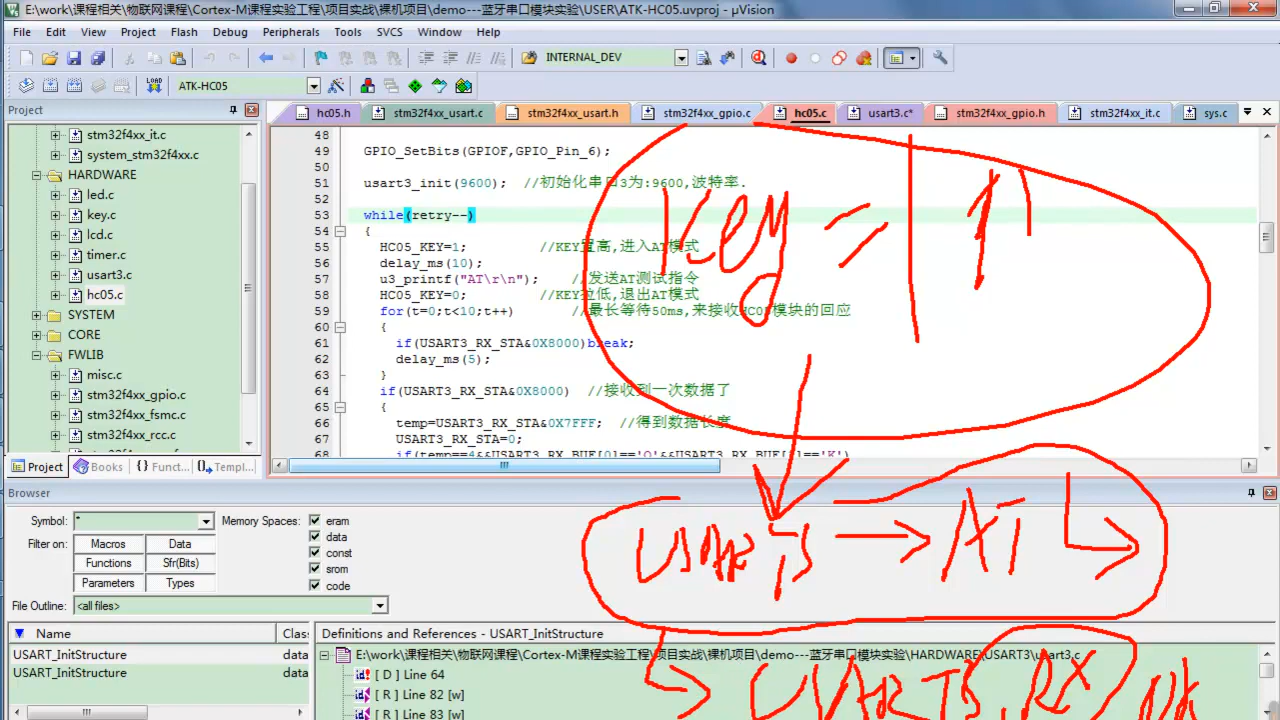 E:\work\课程相关\物联网课程\Cortex-M课程实验工程\项目实战\裸机项目\demo---蓝牙串口模块实验\USER\ATK-HC05.uvproj - µVision
File Edit View Project Flash Debug Peripherals Tools SVCS Window Help
INTERNAL_DEV
LOAD ATK-HC05
Project
hc05.h stm32f4xx_usart.c stm32f4xx_usart.h stm32f4xx_gpio.c hc05.c usart3.c* stm32f4xx_gpio.h stm32f4xx_it.c sys.c
stm32f4xx_it.c
system_stm32f4xx.c
HARDWARE
led.c
key.c
lcd.c
timer.c
usart3.c
hc05.c
SYSTEM
CORE
FWLIB
misc.c
stm32f4xx_gpio.c
stm32f4xx_fsmc.c
stm32f4xx_rcc.c
48
49 GPIO_SetBits(GPIOF,GPIO_Pin_6);
50
51 usart3_init(9600); //初始化串口3为:9600,波特率.
52
53 while(retry--)
54 {
55 HC05_KEY=1; //KEY置高,进入AT模式
56 delay_ms(10);
57 u3_printf("AT\r\n"); //发送AT测试指令
58 HC05_KEY=0; //KEY拉低,退出AT模式
59 for(t=0;t<10;t++) //最长等待50ms,来接收HC05模块的回应
60 {
61 if(USART3_RX_STA&0X8000)break;
62 delay_ms(5);
63 }
64 if(USART3_RX_STA&0X8000) //接收到一次数据了
65 {
66 temp=USART3_RX_STA&0X7FFF; //得到数据长度
67 USART3_RX_STA=0;
68 if(temp==4&&USART3_RX_BUF[0]=='O'&&USART3_RX_BUF[1]=='K')
key = 1
Project Books Funct... Templ...
Browser
Symbol: * Memory Spaces: eram
data
Filter on: Macros Data const
Functions Sfr(Bits) srom
Parameters Types code
File Outline: <all files>
AT
Name Class
USART_InitStructure data
USART_InitStructure data
Definitions and References - USART_InitStructure
E:\work\课程相关\物联网课程\Cortex-M课程实验工程\项目实战\裸机项目\demo---蓝牙串口模块实验\HARDWARE\USART3\usart3.c
[ D ] Line 64
[ R ] Line 82 [w]
[ R ] Line 83 [w]
RX